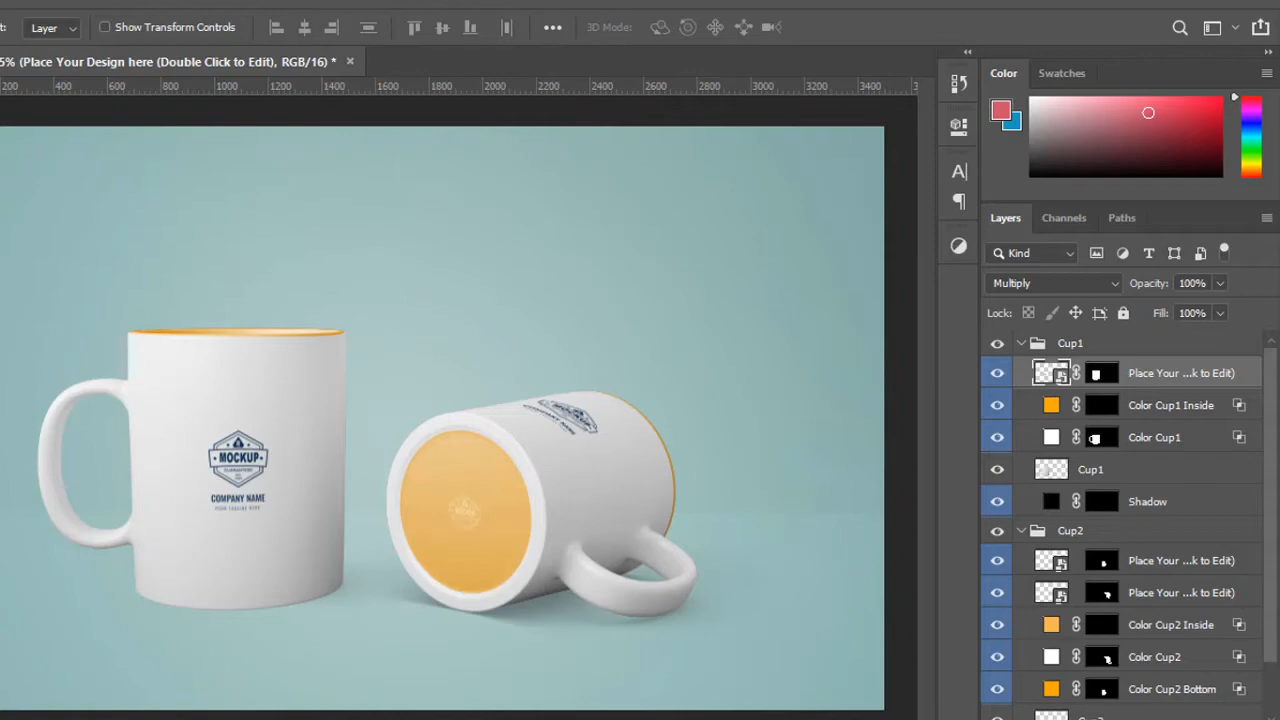 Layer
Show Transform Controls
3D Mode:
5% (Place Your Design here (Double Click to Edit), RGB/16) *
200 400 600 800 1000 1200 1400 1600 1800 2000 2200 2400 2600 2800 3000 3200 3400
Color Swatches
Layers Channels Paths
Kind
Multiply Opacity: 100%
Lock: Fill: 100%
Cup1
Place Your ...k to Edit)
Color Cup1 Inside
Color Cup1
Cup1
Shadow
Cup2
Place Your ...k to Edit)
Place Your ...k to Edit)
Color Cup2 Inside
Color Cup2
Color Cup2 Bottom
MOCKUP
COMPANY NAME
YOUR TAGLINE HERE